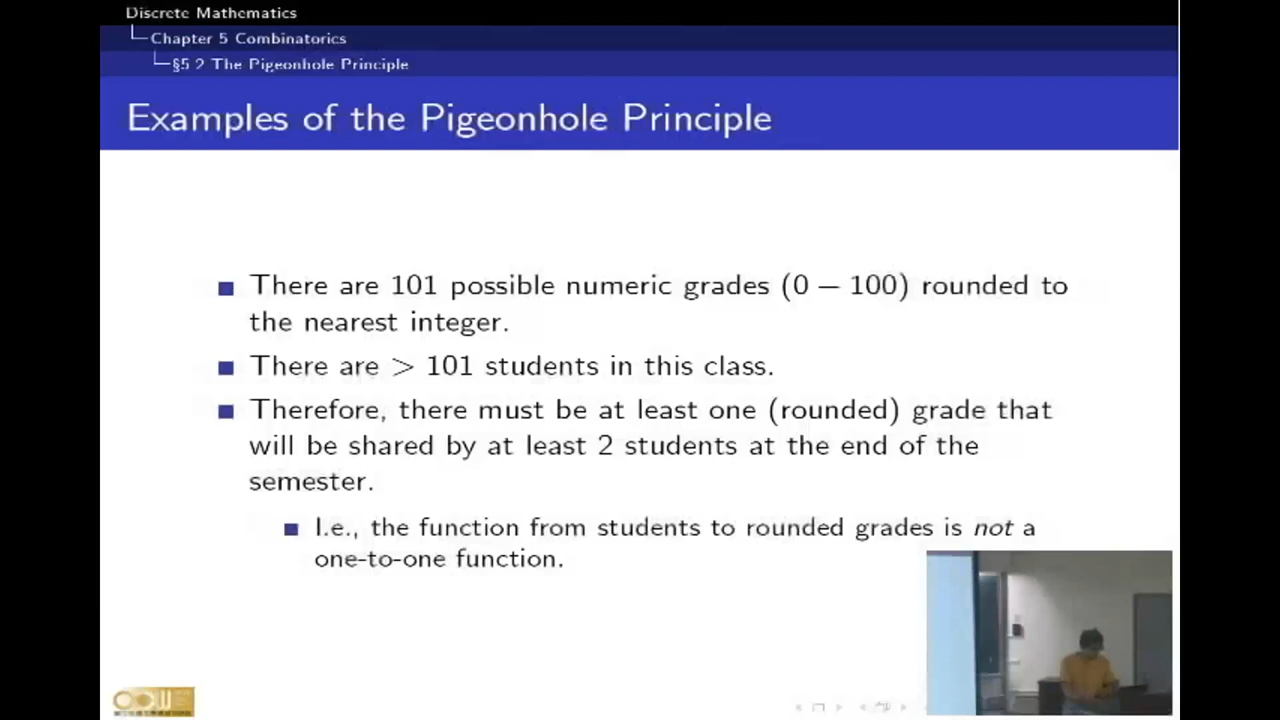 Discrete Mathematics
Chapter 5 Combinatorics
§5 2 The Pigeonhole Principle
Examples of the Pigeonhole Principle
There are 101 possible numeric grades (0 – 100) rounded to
the nearest integer.
There are > 101 students in this class.
Therefore, there must be at least one (rounded) grade that
will be shared by at least 2 students at the end of the
semester.
I.e., the function from students to rounded grades is not a
one-to-one function.
OCW